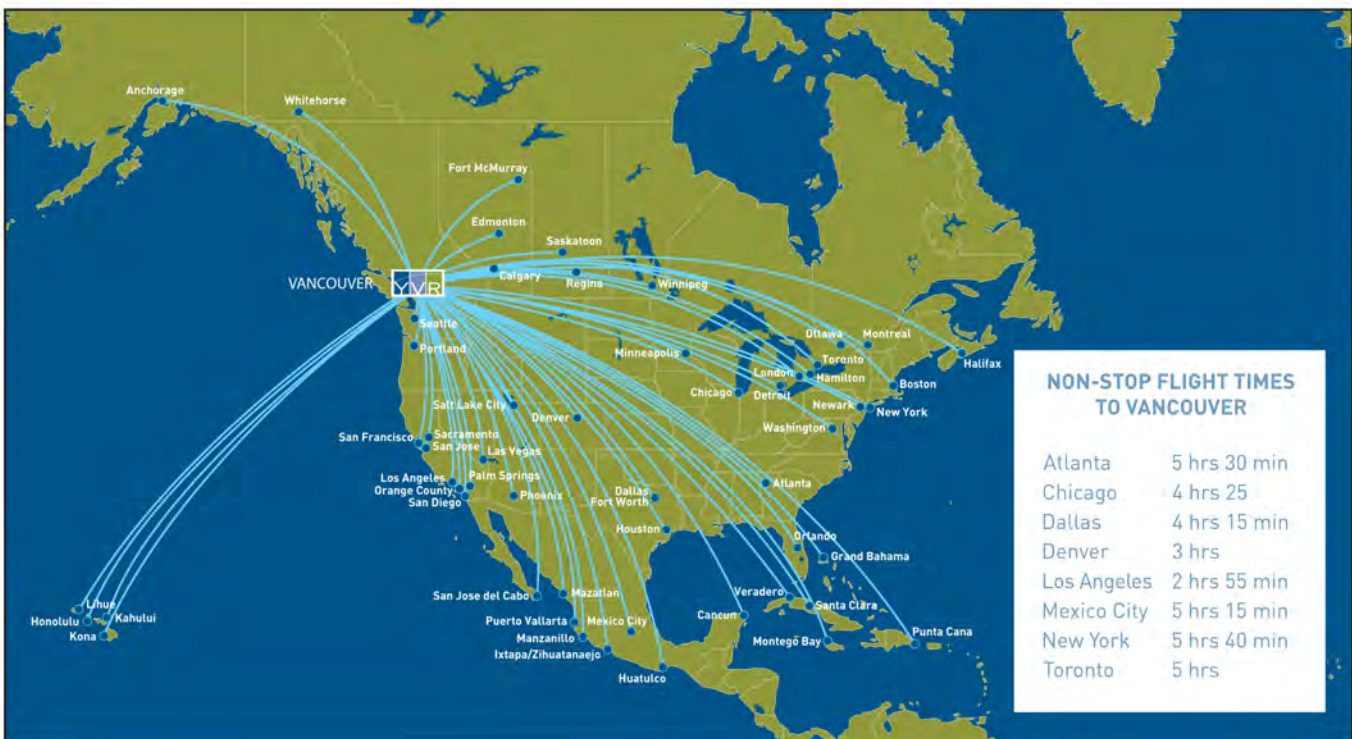 Anchorage
Whitehorse
Fort McMurray
Edmonton
Saskatoon
Calgary
Regina
Winnipeg
VANCOUVER
YVR
Seattle
Portland
Ottawa
Montreal
Minneapolis
Toronto
Halifax
London
Hamilton
Chicago
Detroit
Boston
Salt Lake City
Denver
Newark
New York
Washington
San Francisco
Sacramento
San Jose
Las Vegas
Los Angeles
Palm Springs
Orange County
San Diego
Phoenix
Dallas
Fort Worth
Atlanta
Houston
Orlando
Grand Bahama
San Jose del Cabo
Mazatlan
Veradero
Santa Clara
Lihue
Honolulu
Kahului
Kona
Puerto Vallarta
Mexico City
Cancun
Manzanillo
Montego Bay
Punta Cana
Ixtapa/Zihuatanaejo
Huatulco
NON-STOP FLIGHT TIMES
TO VANCOUVER
Atlanta 5 hrs 30 min
Chicago 4 hrs 25
Dallas 4 hrs 15 min
Denver 3 hrs
Los Angeles 2 hrs 55 min
Mexico City 5 hrs 15 min
New York 5 hrs 40 min
Toronto 5 hrs